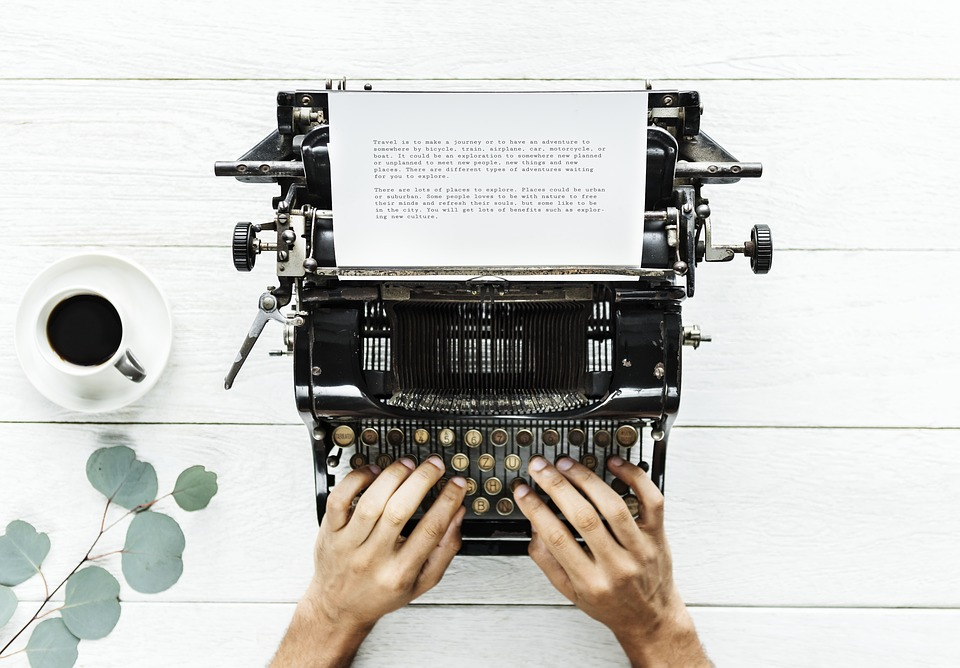 Travel is to make a journey or to have an adventure to
somewhere by bicycle, train, airplane, car, motorcycle, or
boat. It could be an exploration to somewhere new planned
or unplanned to meet new people, new things and new
places. There are different types of adventures waiting
for you to explore.
There are lots of places to explore. Places could be urban
or suburban. Some people loves to be with nature to free
their minds and refresh their souls, but some like to be
in the city. You will get lots of benefits such as explor-
ing new culture.
T Z U
G H
B N